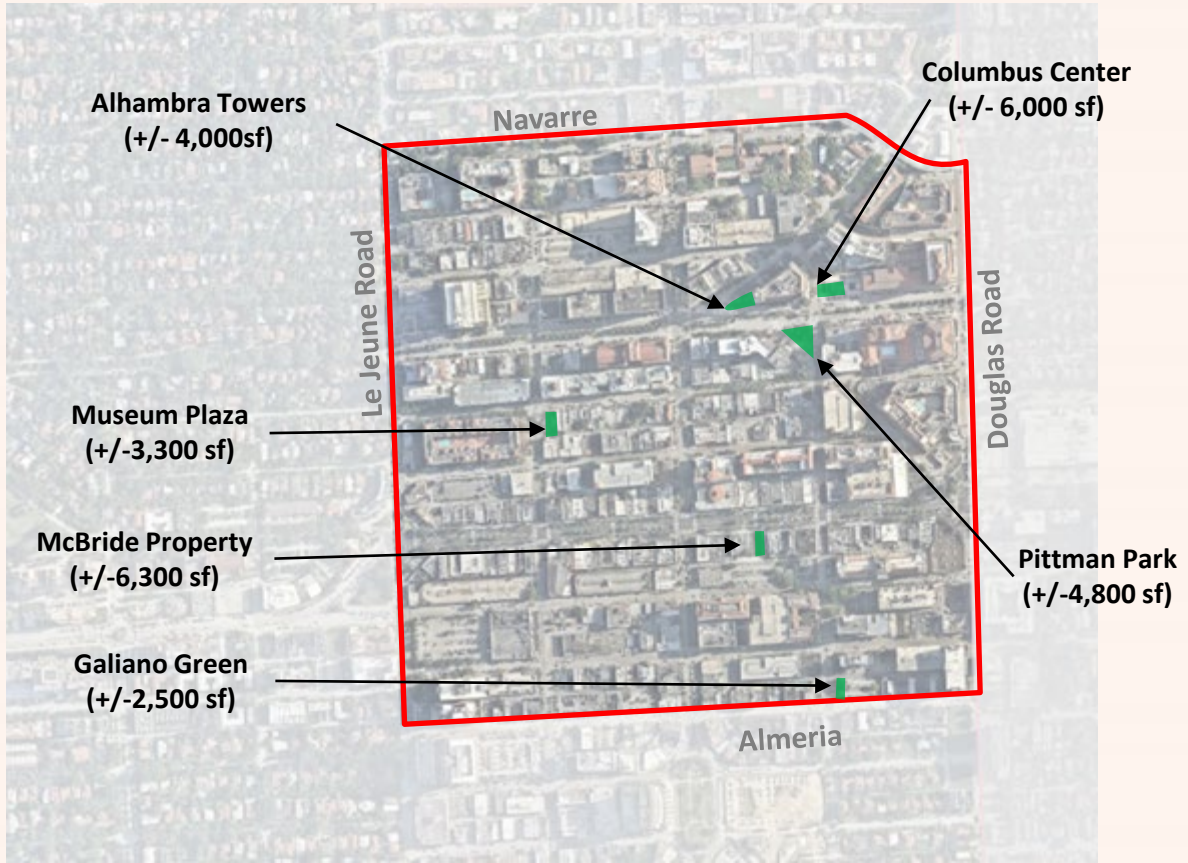 Columbus Center
(+/- 6,000 sf)
Alhambra Towers
(+/- 4,000sf)
Navarre
Le Jeune Road
Douglas Road
Museum Plaza
(+/-3,300 sf)
McBride Property
(+/-6,300 sf)
Pittman Park
(+/-4,800 sf)
Galiano Green
(+/-2,500 sf)
Almeria